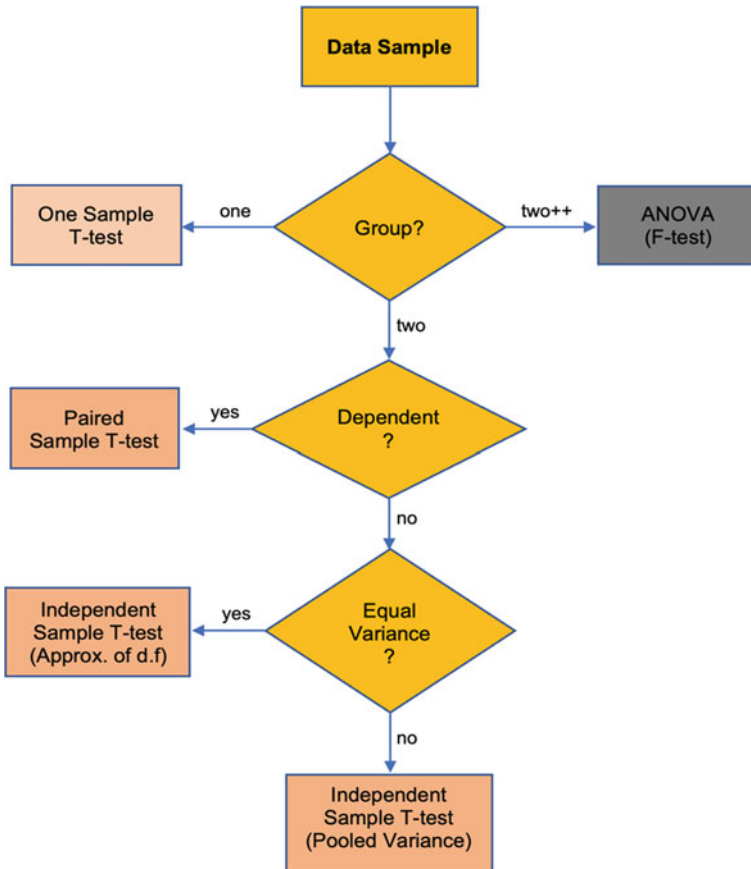 Data Sample
one
Group?
two++
One Sample
T-test
ANOVA
(F-test)
two
Paired
Sample T-test
yes
Dependent
?
no
Independent
Sample T-test
(Approx. of d.f)
yes
Equal
Variance
?
no
Independent
Sample T-test
(Pooled Variance)